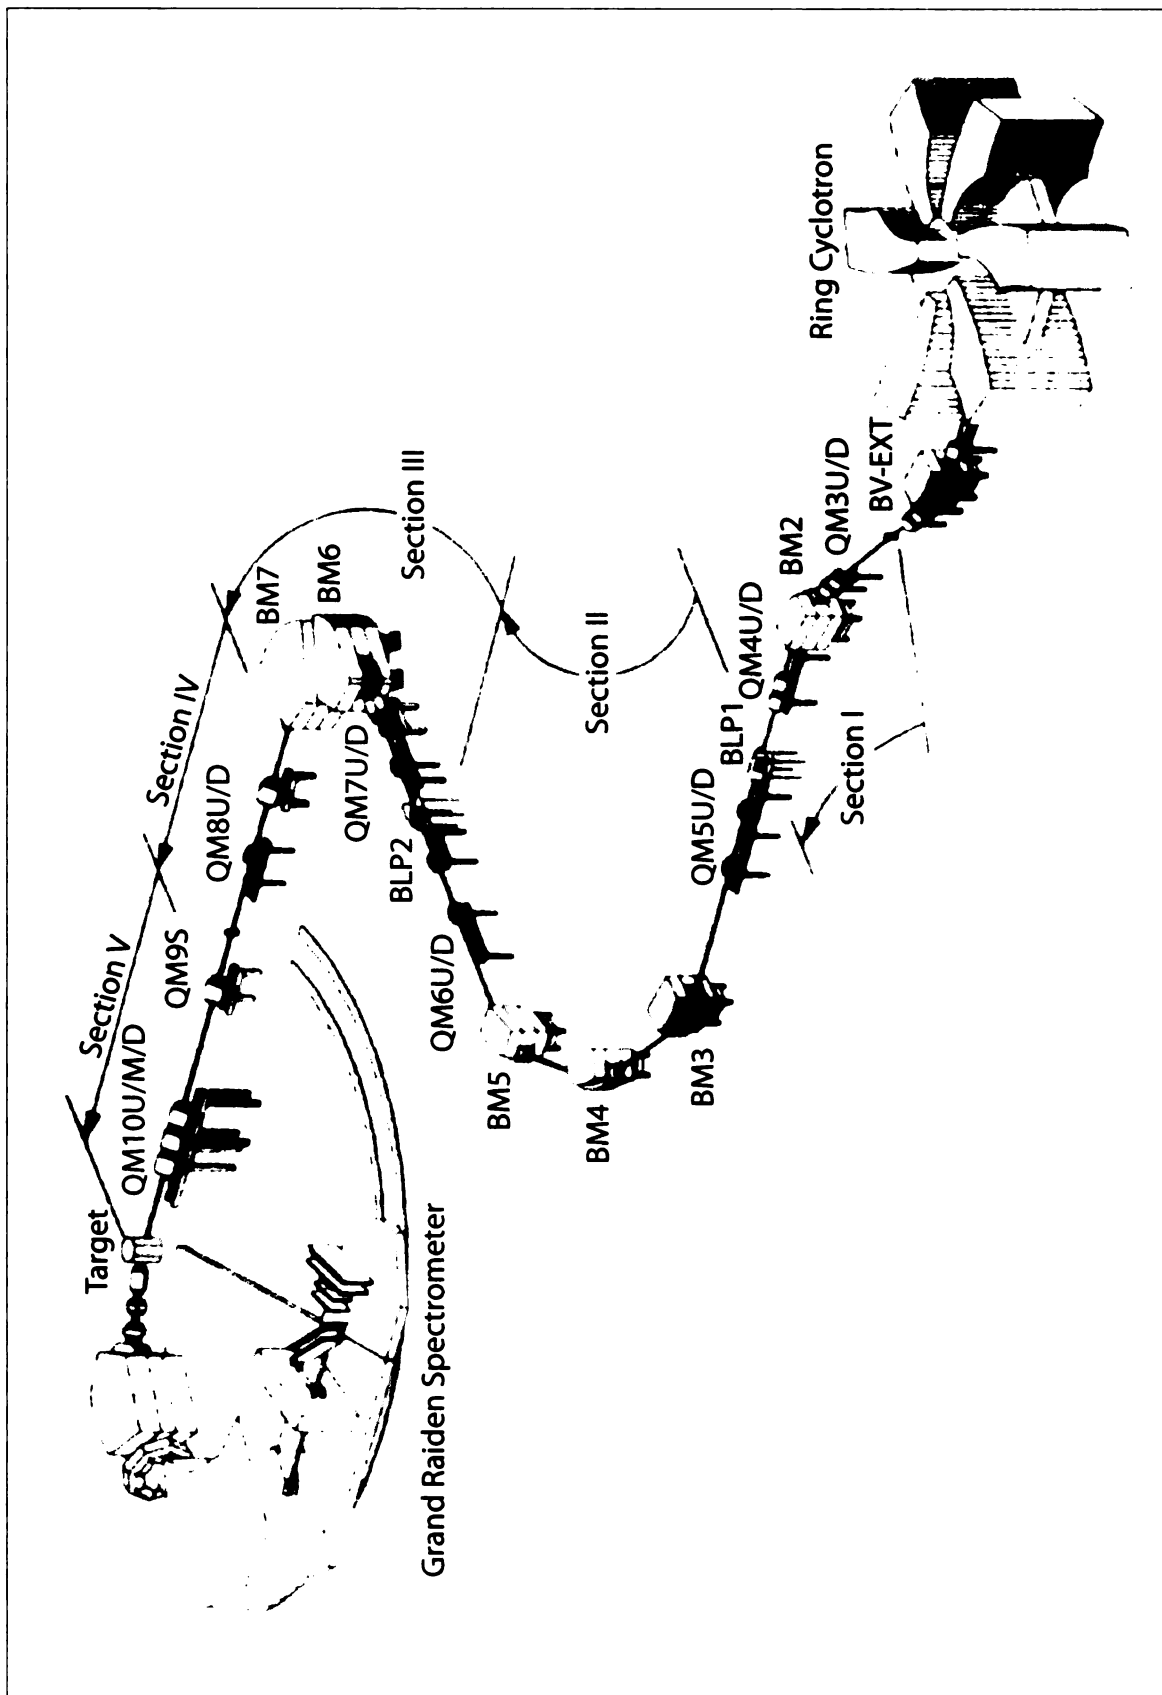 Target
QM10U/M/D
Section V
QM9S
Section IV
QM8U/D
BM7
BM6
Section III
QM7U/D
BLP2
QM6U/D
BM5
Section II
BM4
BM3
QM5U/D
BLP1
QM4U/D
BM2
QM3U/D
BV-EXT
Section I
Ring Cyclotron
Grand Raiden Spectrometer